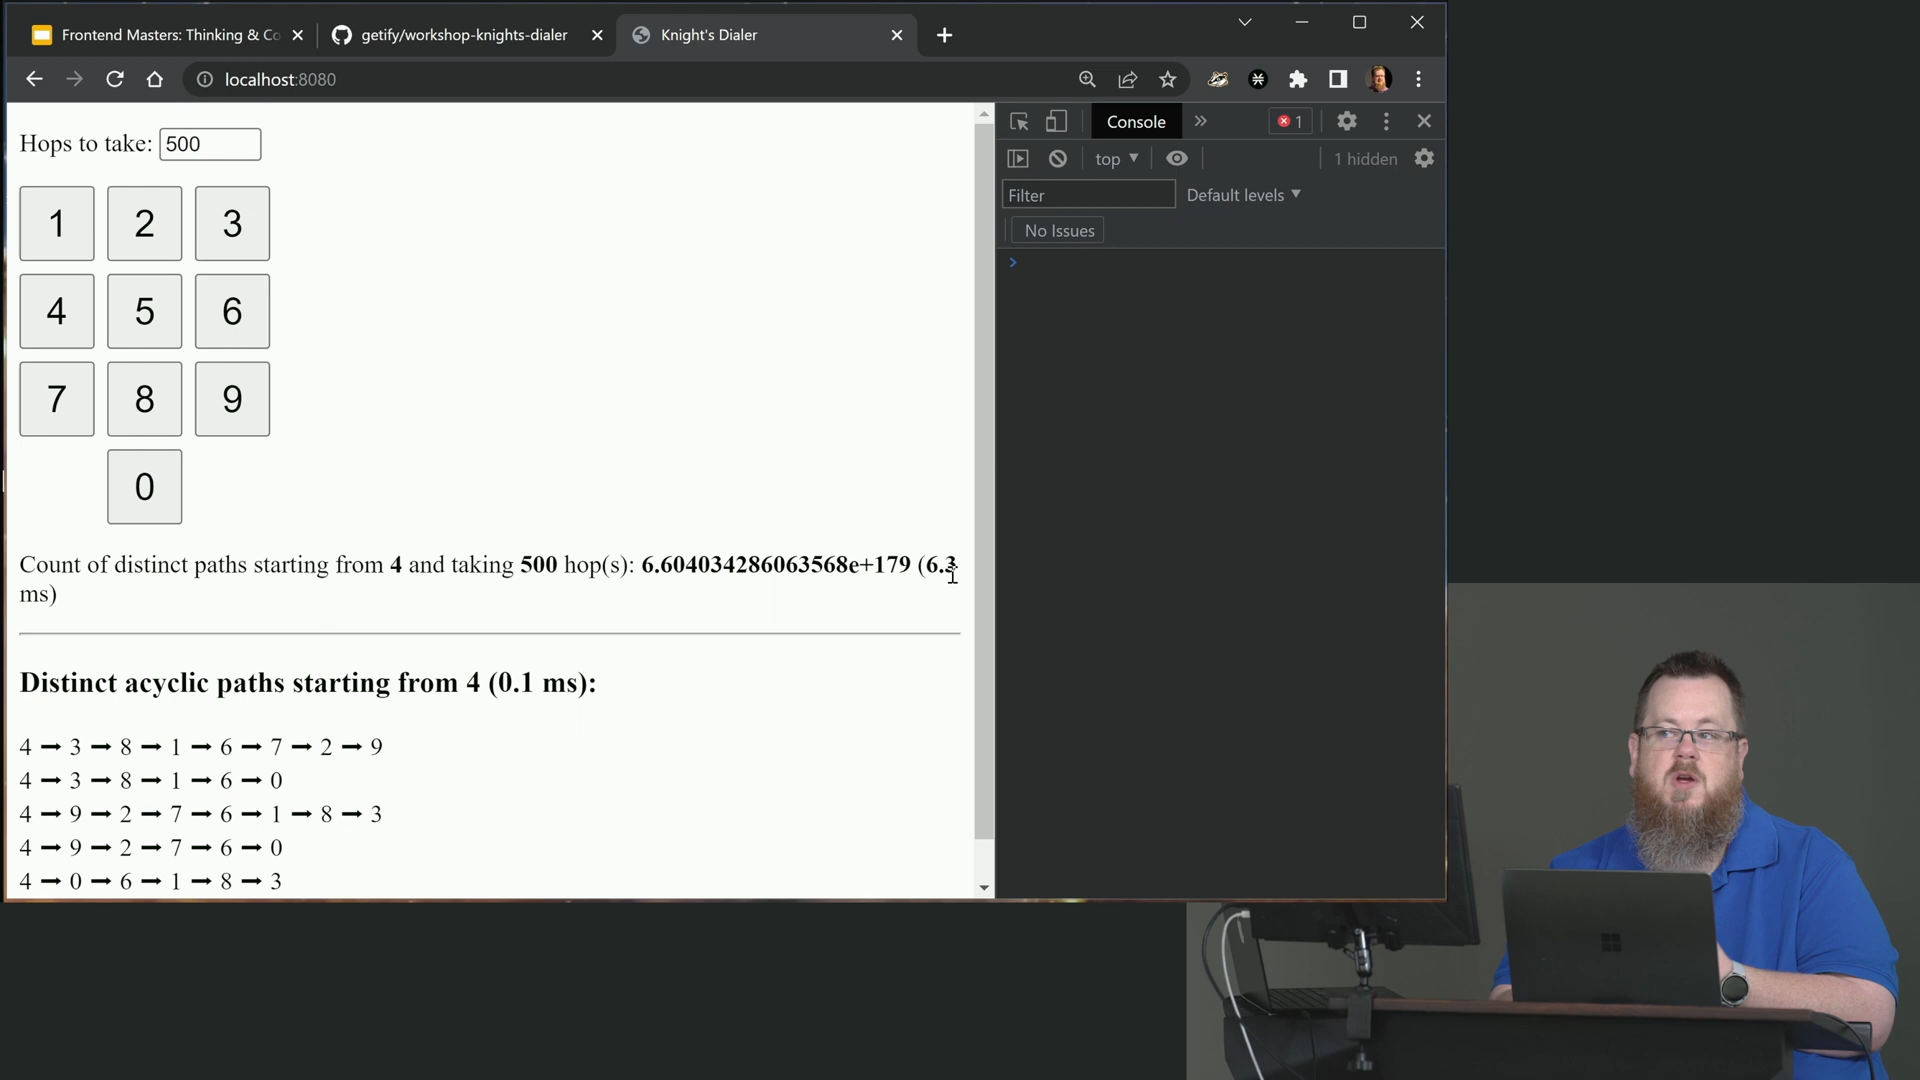 Frontend Masters: Thinking & Co
getify/workshop-knights-dialer
Knight's Dialer
localhost:8080
Hops to take: 500
1 2 3
4 5 6
7 8 9
0
Count of distinct paths starting from 4 and taking 500 hop(s): 6.604034286063568e+179 (6.3
ms)
Distinct acyclic paths starting from 4 (0.1 ms):
4 → 3 → 8 → 1 → 6 → 7 → 2 → 9
4 → 3 → 8 → 1 → 6 → 0
4 → 9 → 2 → 7 → 6 → 1 → 8 → 3
4 → 9 → 2 → 7 → 6 → 0
4 → 0 → 6 → 1 → 8 → 3
Console
1
top
1 hidden
Filter
Default levels
No Issues